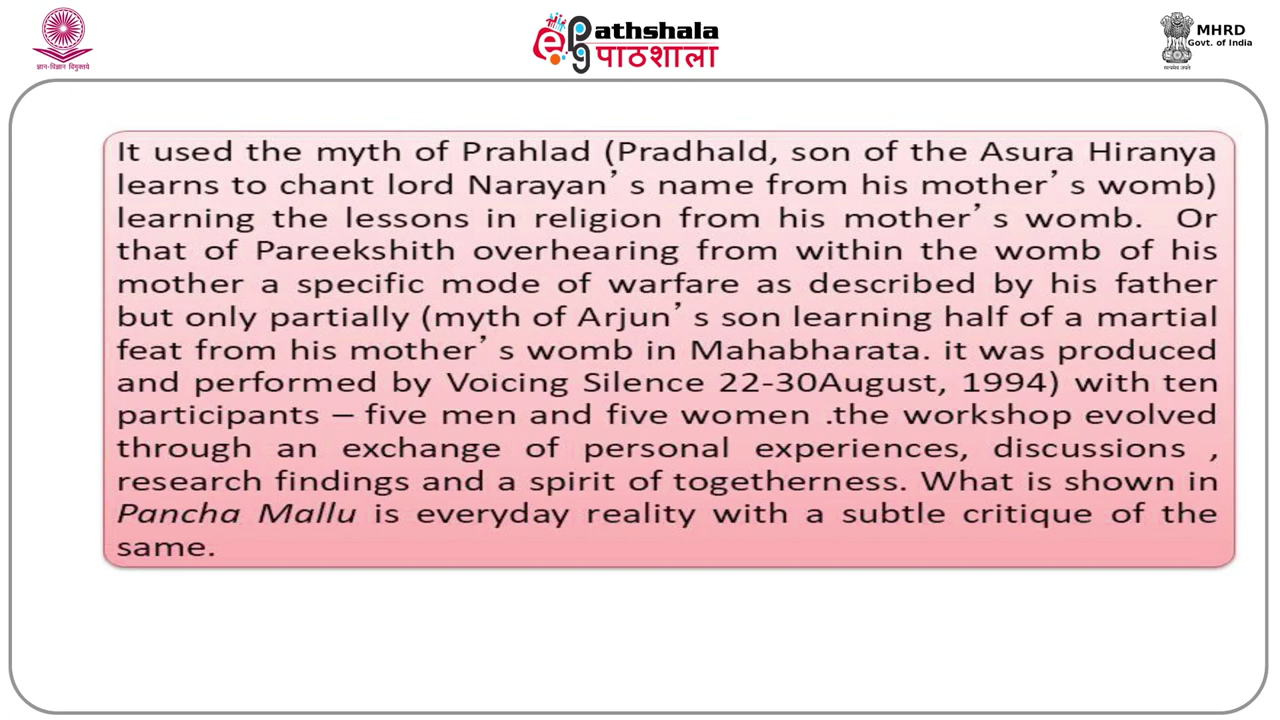 ज्ञान-विज्ञान विमुक्तये
epgathshala
पाठशाला
MHRD
Govt. of India
सत्यमेव जयते
It used the myth of Prahlad (Pradhald, son of the Asura Hiranya
learns to chant lord Narayan’ s name from his mother’ s womb)
learning the lessons in religion from his mother’ s womb. Or
that of Pareekshith overhearing from within the womb of his
mother a specific mode of warfare as described by his father
but only partially (myth of Arjun’ s son learning half of a martial
feat from his mother’ s womb in Mahabharata. it was produced
and performed by Voicing Silence 22-30August, 1994) with ten
participants – five men and five women .the workshop evolved
through an exchange of personal experiences, discussions ,
research findings and a spirit of togetherness. What is shown in
Pancha Mallu is everyday reality with a subtle critique of the
same.